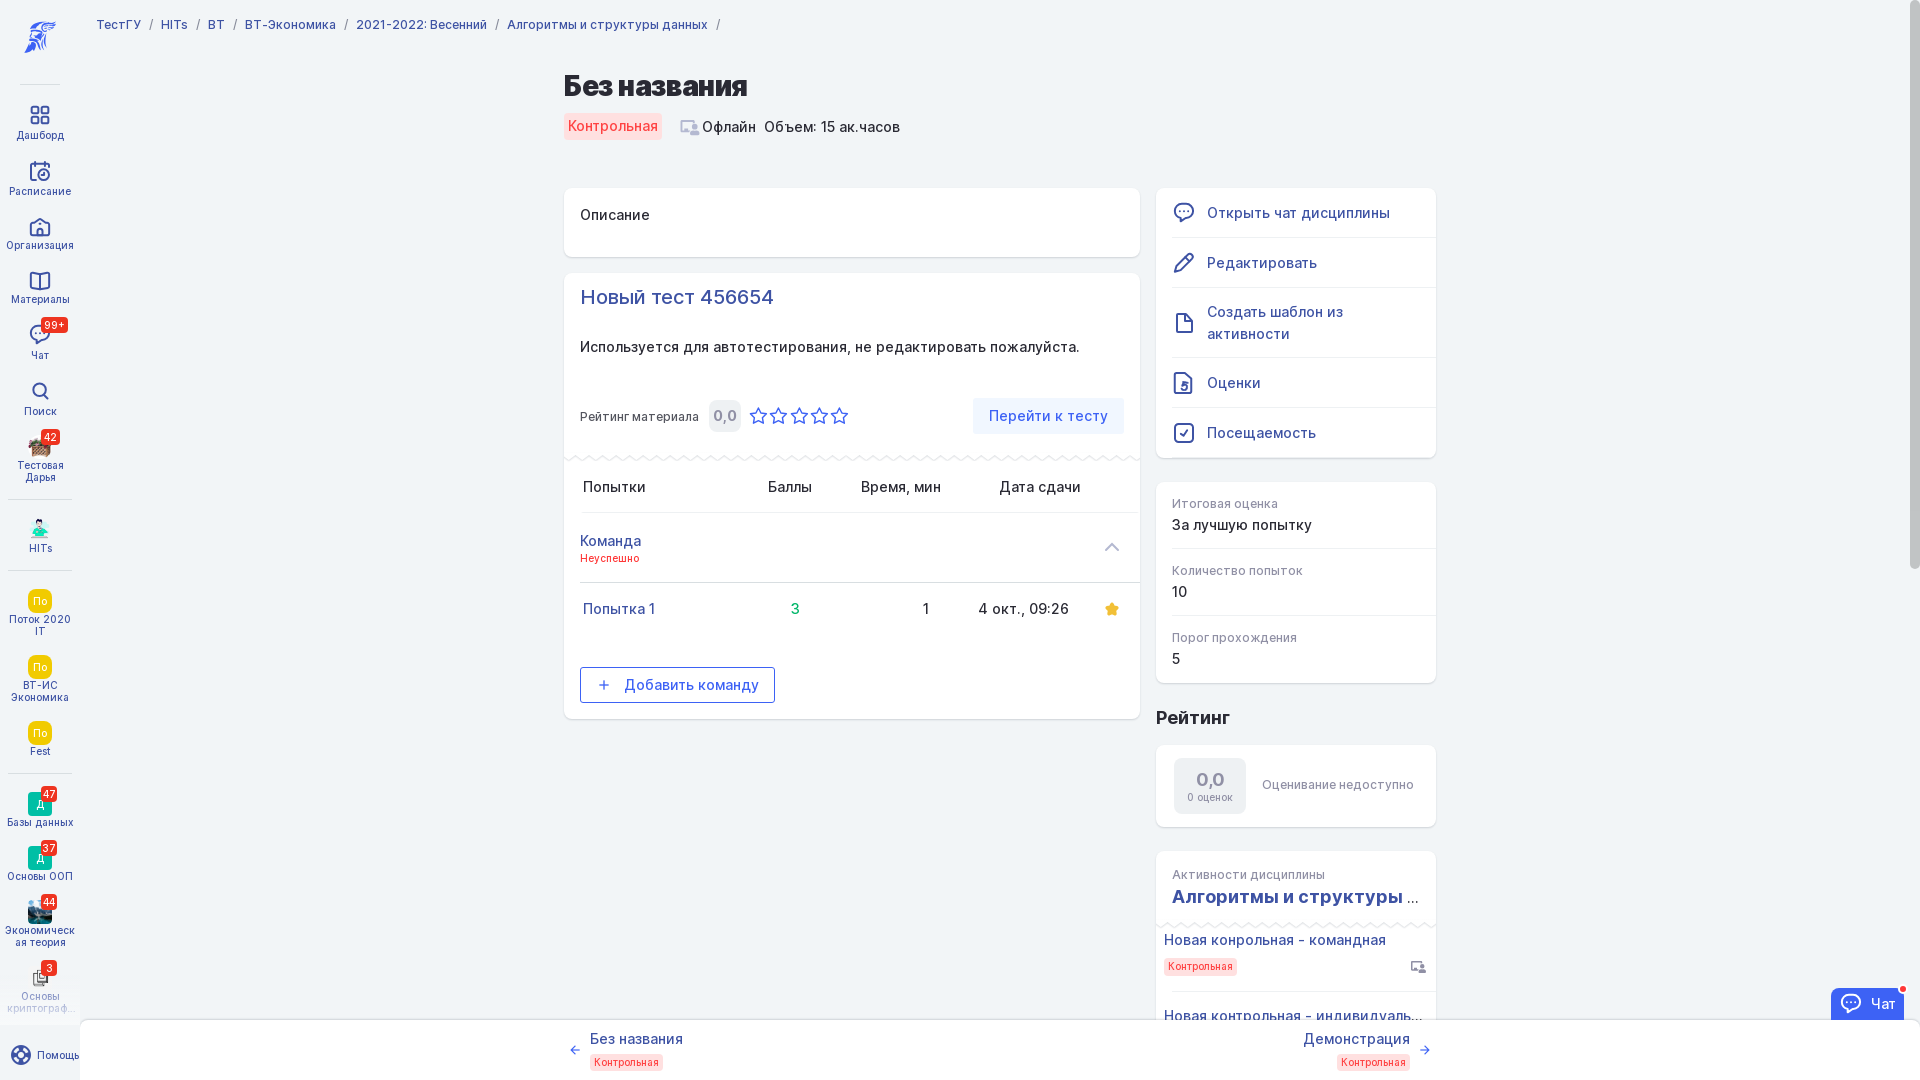 ТестГУ / HITs / ВТ / ВТ-Экономика / 2021-2022: Весенний / Алгоритмы и структуры данных /
Дашборд
Расписание
Организация
Материалы
99+
Чат
Поиск
42
Тестовая
Дарья
HITs
По
Поток 2020
IT
По
ВТ-ИС
Экономика
По
Fest
47
Д
Базы данных
37
Д
Основы ООП
44
Экономическ
ая теория
3
Основы
криптограф...
Помощь
Без названия
Контрольная Офлайн Объем: 15 ак.часов
Описание
Новый тест 456654
Используется для автотестирования, не редактировать пожалуйста.
Рейтинг материала 0,0 Перейти к тесту
Попытки Баллы Время, мин Дата сдачи
Команда
Неуспешно
Попытка 1 3 1 4 окт., 09:26
+ Добавить команду
Открыть чат дисциплины
Редактировать
Создать шаблон из
активности
5 Оценки
Посещаемость
Итоговая оценка
За лучшую попытку
Количество попыток
10
Порог прохождения
5
Рейтинг
0,0
0 оценок
Оценивание недоступно
Активности дисциплины
Алгоритмы и структуры ...
Новая конрольная - командная
Контрольная
Новая контрольная - индивидуаль...
Чат
Без названия
Контрольная
Демонстрация
Контрольная